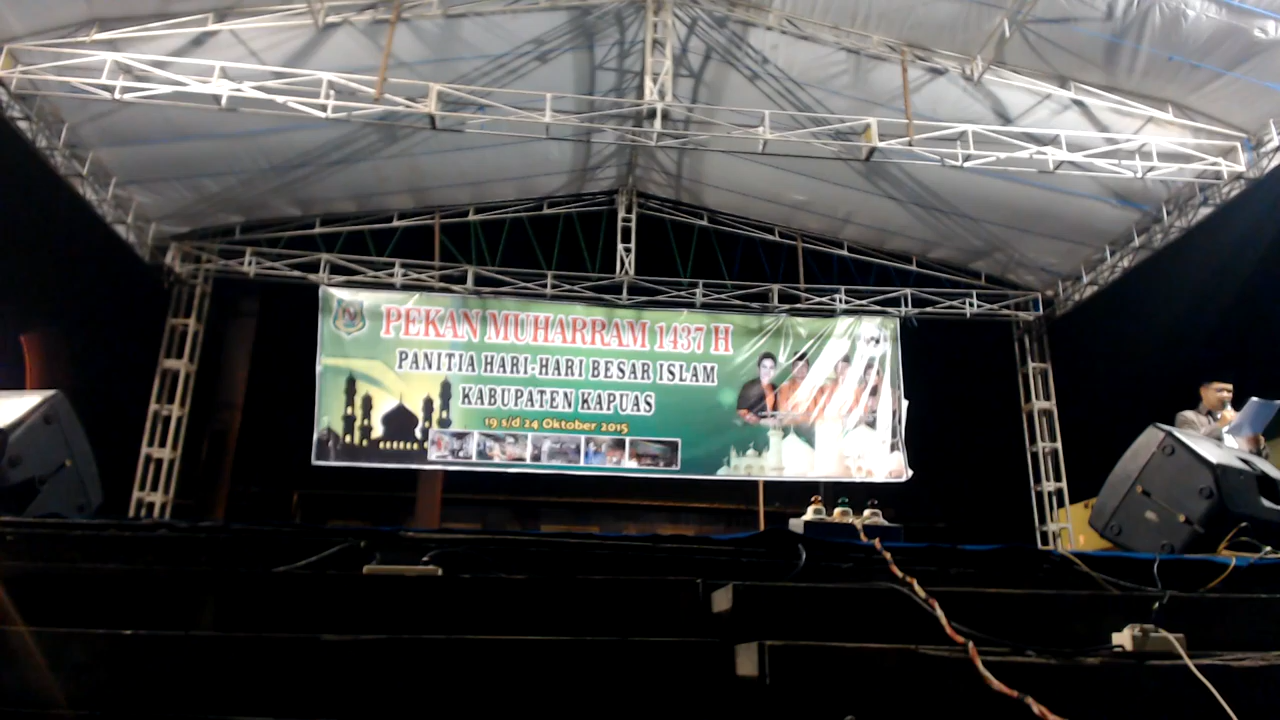 PEKAN MUHARRAM 1437 H
PANITIA HARI-HARI BESAR ISLAM
KABUPATEN KAPUAS
19 s/d 24 Oktober 2015